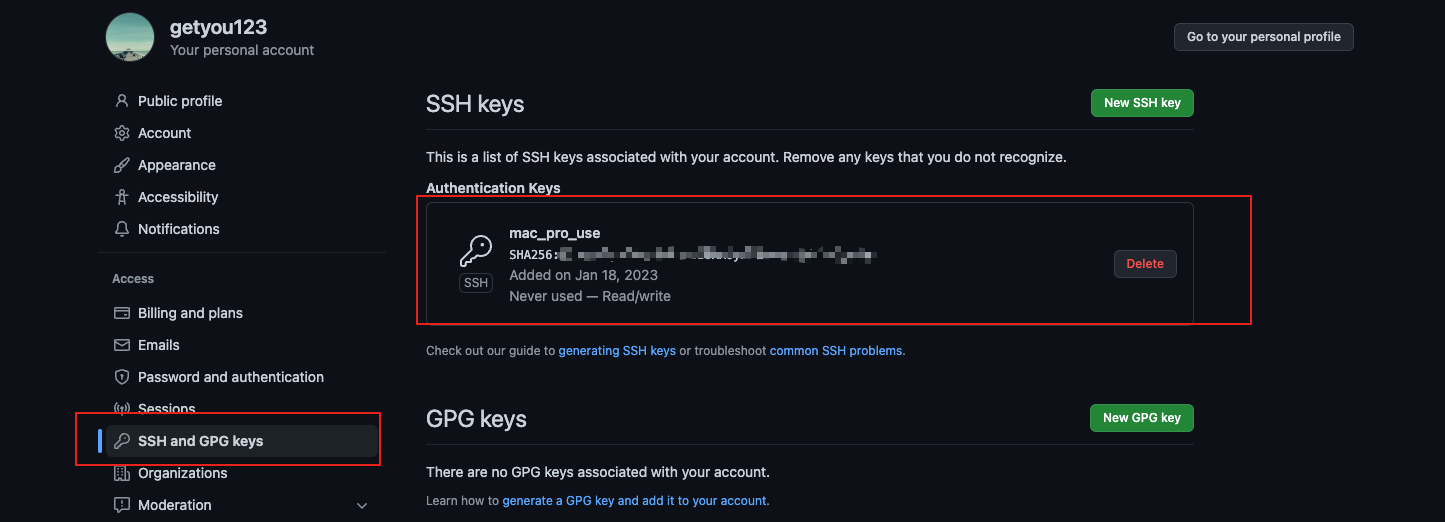 getyou123
Your personal account
Go to your personal profile
Public profile
Account
Appearance
Accessibility
Notifications
Access
Billing and plans
Emails
Password and authentication
Sessions
SSH and GPG keys
Organizations
Moderation
SSH keys
New SSH key
This is a list of SSH keys associated with your account. Remove any keys that you do not recognize.
Authentication Keys
SSH
mac_pro_use
SHA256:
Added on Jan 18, 2023
Never used — Read/write
Delete
Check out our guide to generating SSH keys or troubleshoot common SSH problems.
GPG keys
New GPG key
There are no GPG keys associated with your account.
Learn how to generate a GPG key and add it to your account.